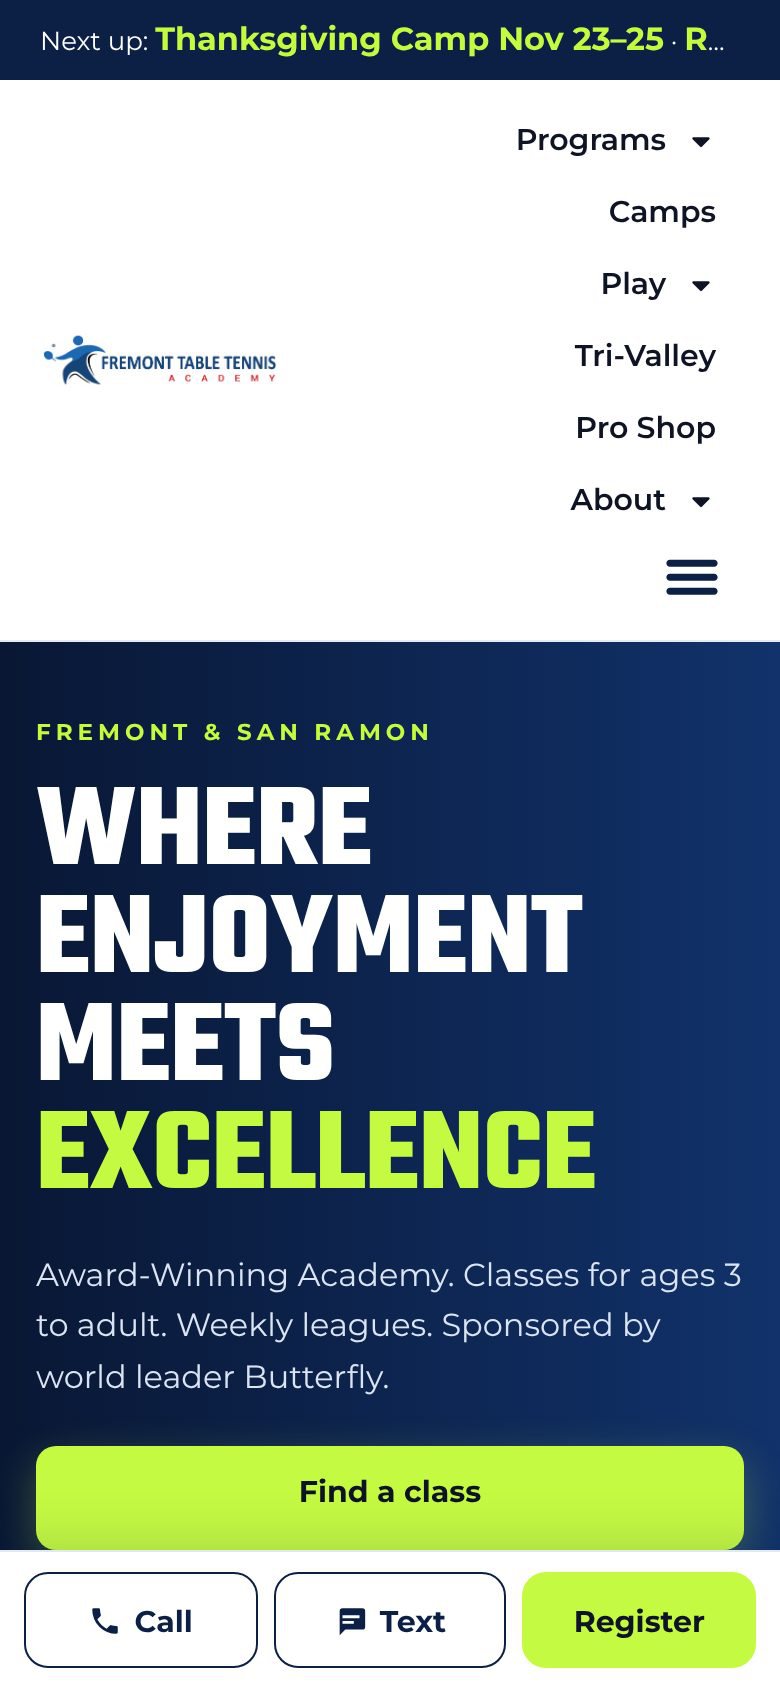 Next up: Thanksgiving Camp Nov 23–25 · R...
Programs
Camps
Play
Tri-Valley
Pro Shop
About
FREMONT TABLE TENNIS
ACADEMY
FREMONT & SAN RAMON
WHERE
ENJOYMENT
MEETS
EXCELLENCE
Award-Winning Academy. Classes for ages 3
to adult. Weekly leagues. Sponsored by
world leader Butterfly.
Find a class
Call
Text
Register